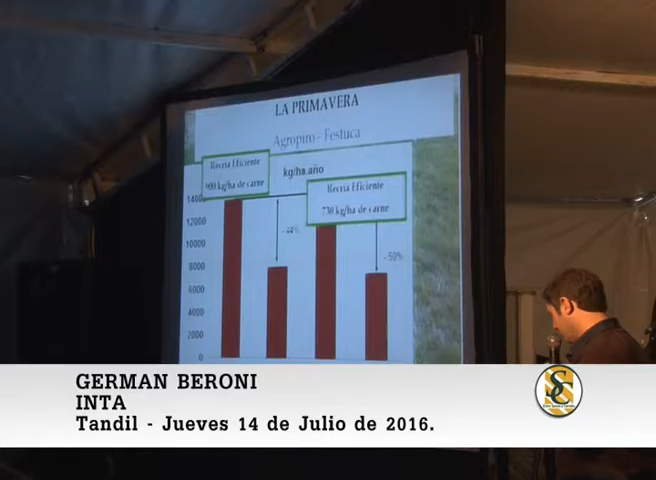 LA PRIMAVERA
Agropiro - Festuca
kg/ha.año
Recria Eficiente
900 kg/ha de carne
Recria Eficiente
730 kg/ha de carne
- 44%
- 50%
14000
12000
10000
8000
6000
4000
2000
0
GERMAN BERONI
INTA
Tandil - Jueves 14 de Julio de 2016.
SC